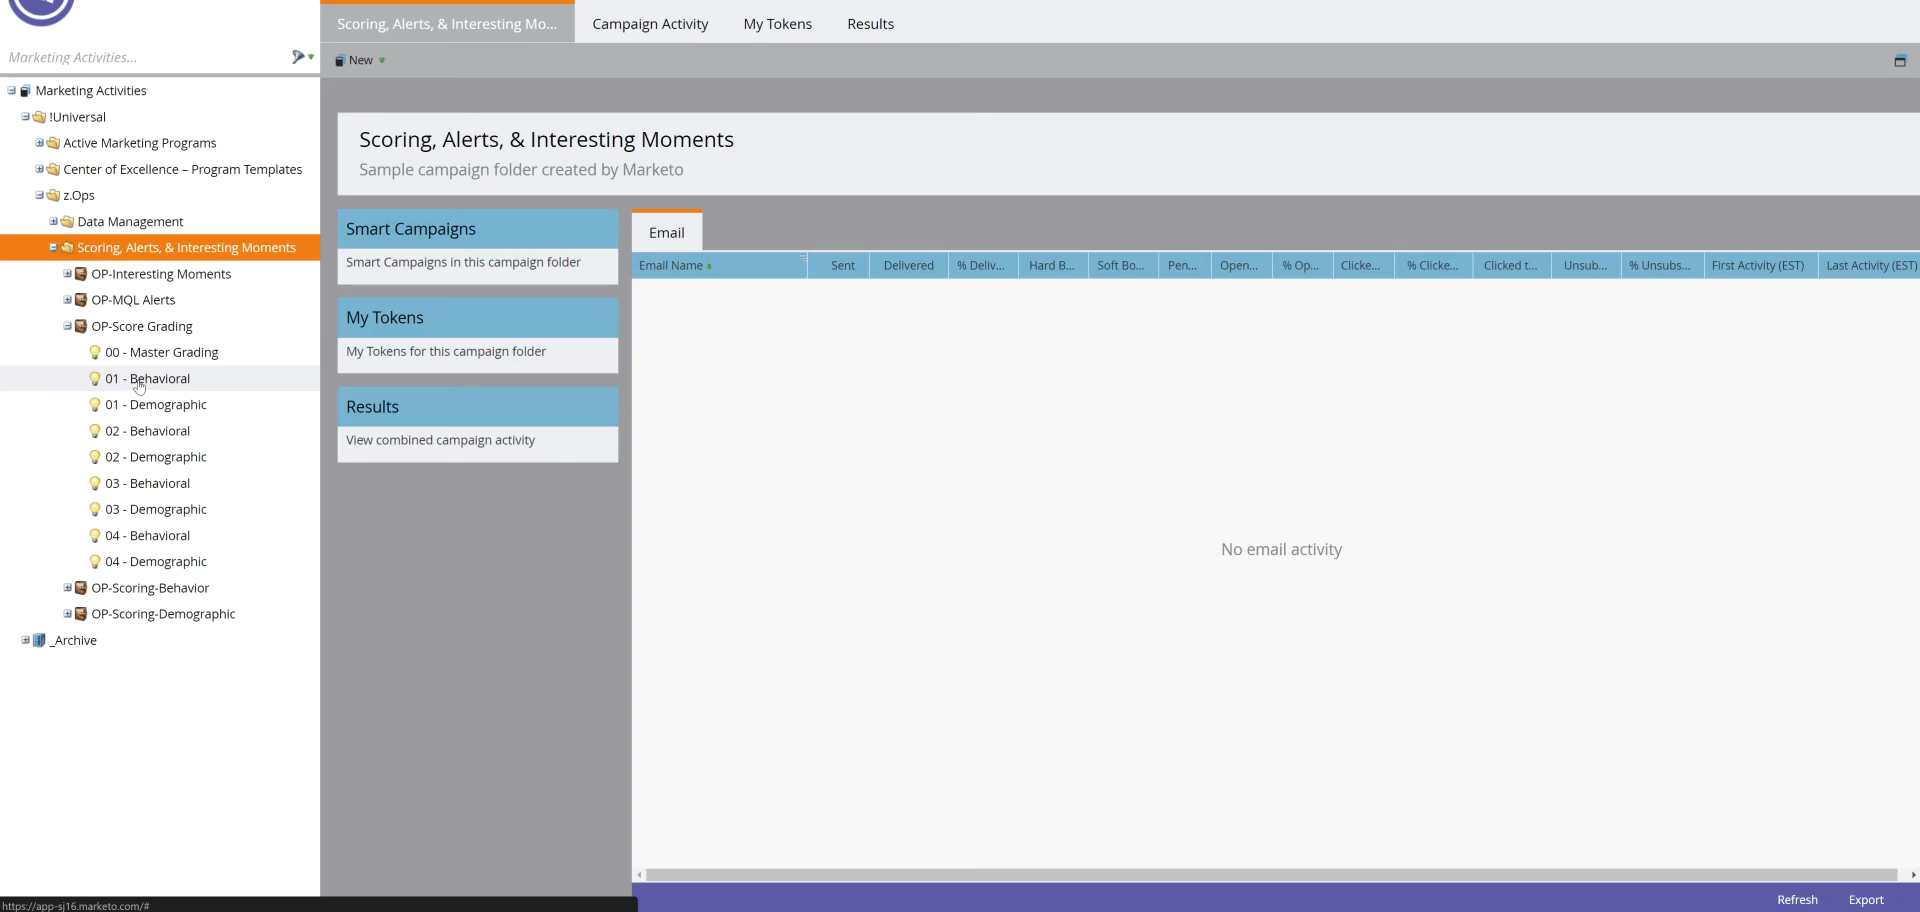 Scoring, Alerts, & Interesting Mo...
Campaign Activity
My Tokens
Results
Marketing Activities...
New
Marketing Activities
!Universal
Active Marketing Programs
Center of Excellence – Program Templates
z.Ops
Data Management
Scoring, Alerts, & Interesting Moments
OP-Interesting Moments
OP-MQL Alerts
OP-Score Grading
00 - Master Grading
01 - Behavioral
01 - Demographic
02 - Behavioral
02 - Demographic
03 - Behavioral
03 - Demographic
04 - Behavioral
04 - Demographic
OP-Scoring-Behavior
OP-Scoring-Demographic
_Archive
Scoring, Alerts, & Interesting Moments
Sample campaign folder created by Marketo
Smart Campaigns
Smart Campaigns in this campaign folder
My Tokens
My Tokens for this campaign folder
Results
View combined campaign activity
Email
Email Name
Sent
Delivered
% Deliv...
Hard B...
Soft Bo...
Pen...
Open...
% Op...
Clicke...
% Clicke...
Clicked t...
Unsub...
% Unsubs...
First Activity (EST)
Last Activity (EST)
No email activity
Refresh
Export
https://app-sj16.marketo.com/#